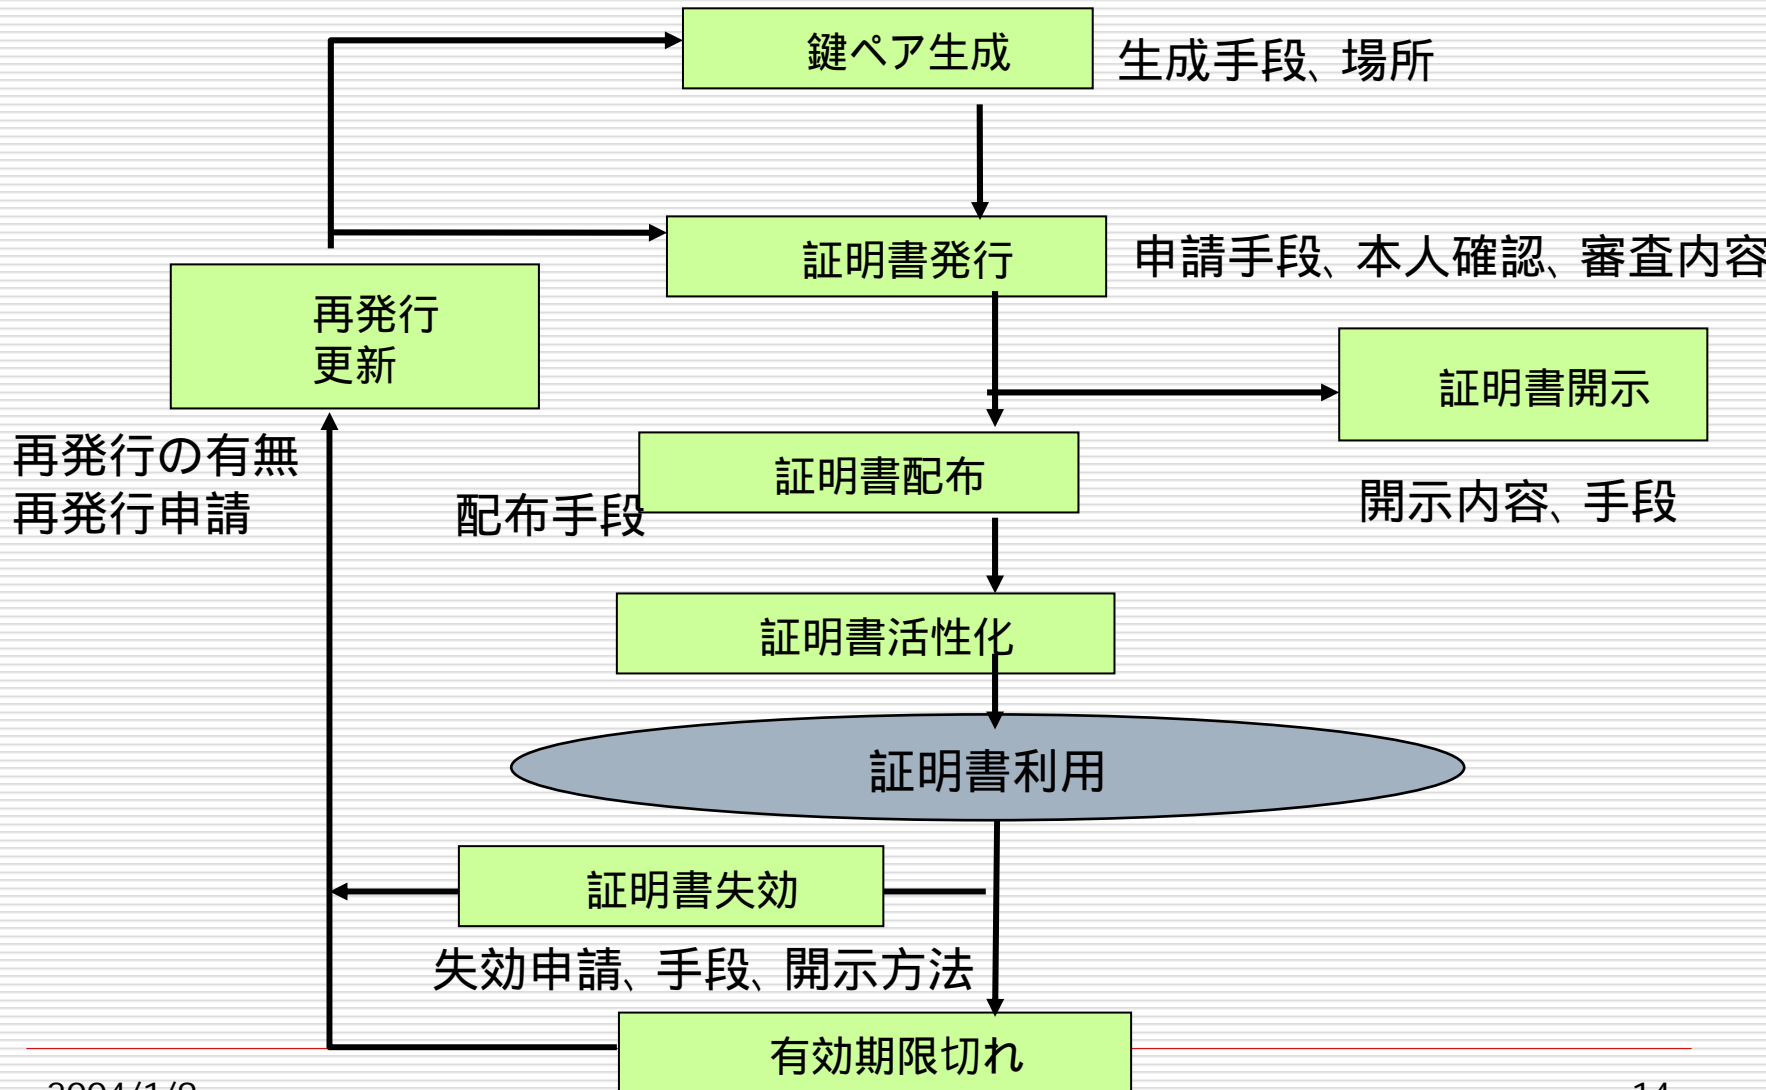 鍵ペア生成
生成手段、場所
証明書発行
申請手段、本人確認、審査内容
再発行
更新
証明書開示
再発行の有無
再発行申請
証明書配布
配布手段
開示内容、手段
証明書活性化
証明書利用
証明書失効
失効申請、手段、開示方法
有効期限切れ
14